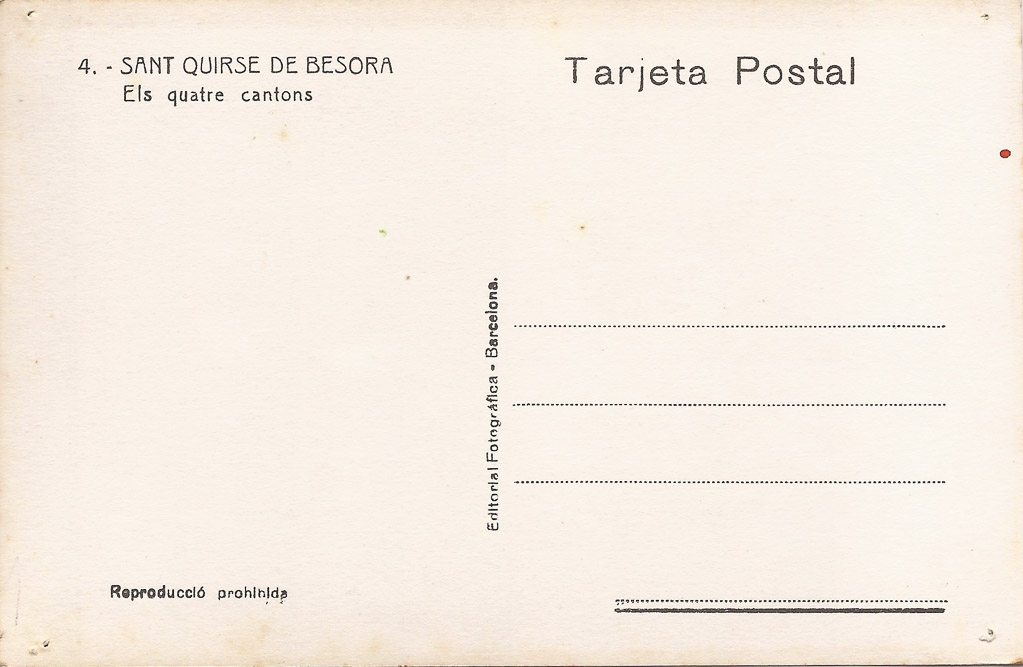 4. - SANT QUIRSE DE BESORA
Els quatre cantons
Tarjeta Postal
Editorial Fotográfica - Barcelona.
Reproducció prohibida